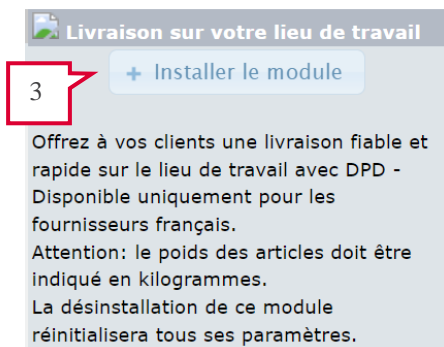 Livraison sur votre lieu de travail
+ Installer le module
3
Offrez à vos clients une livraison fiable et
rapide sur le lieu de travail avec DPD -
Disponible uniquement pour les
fournisseurs français.
Attention: le poids des articles doit être
indiqué en kilogrammes.
La désinstallation de ce module
réinitialisera tous ses paramètres.